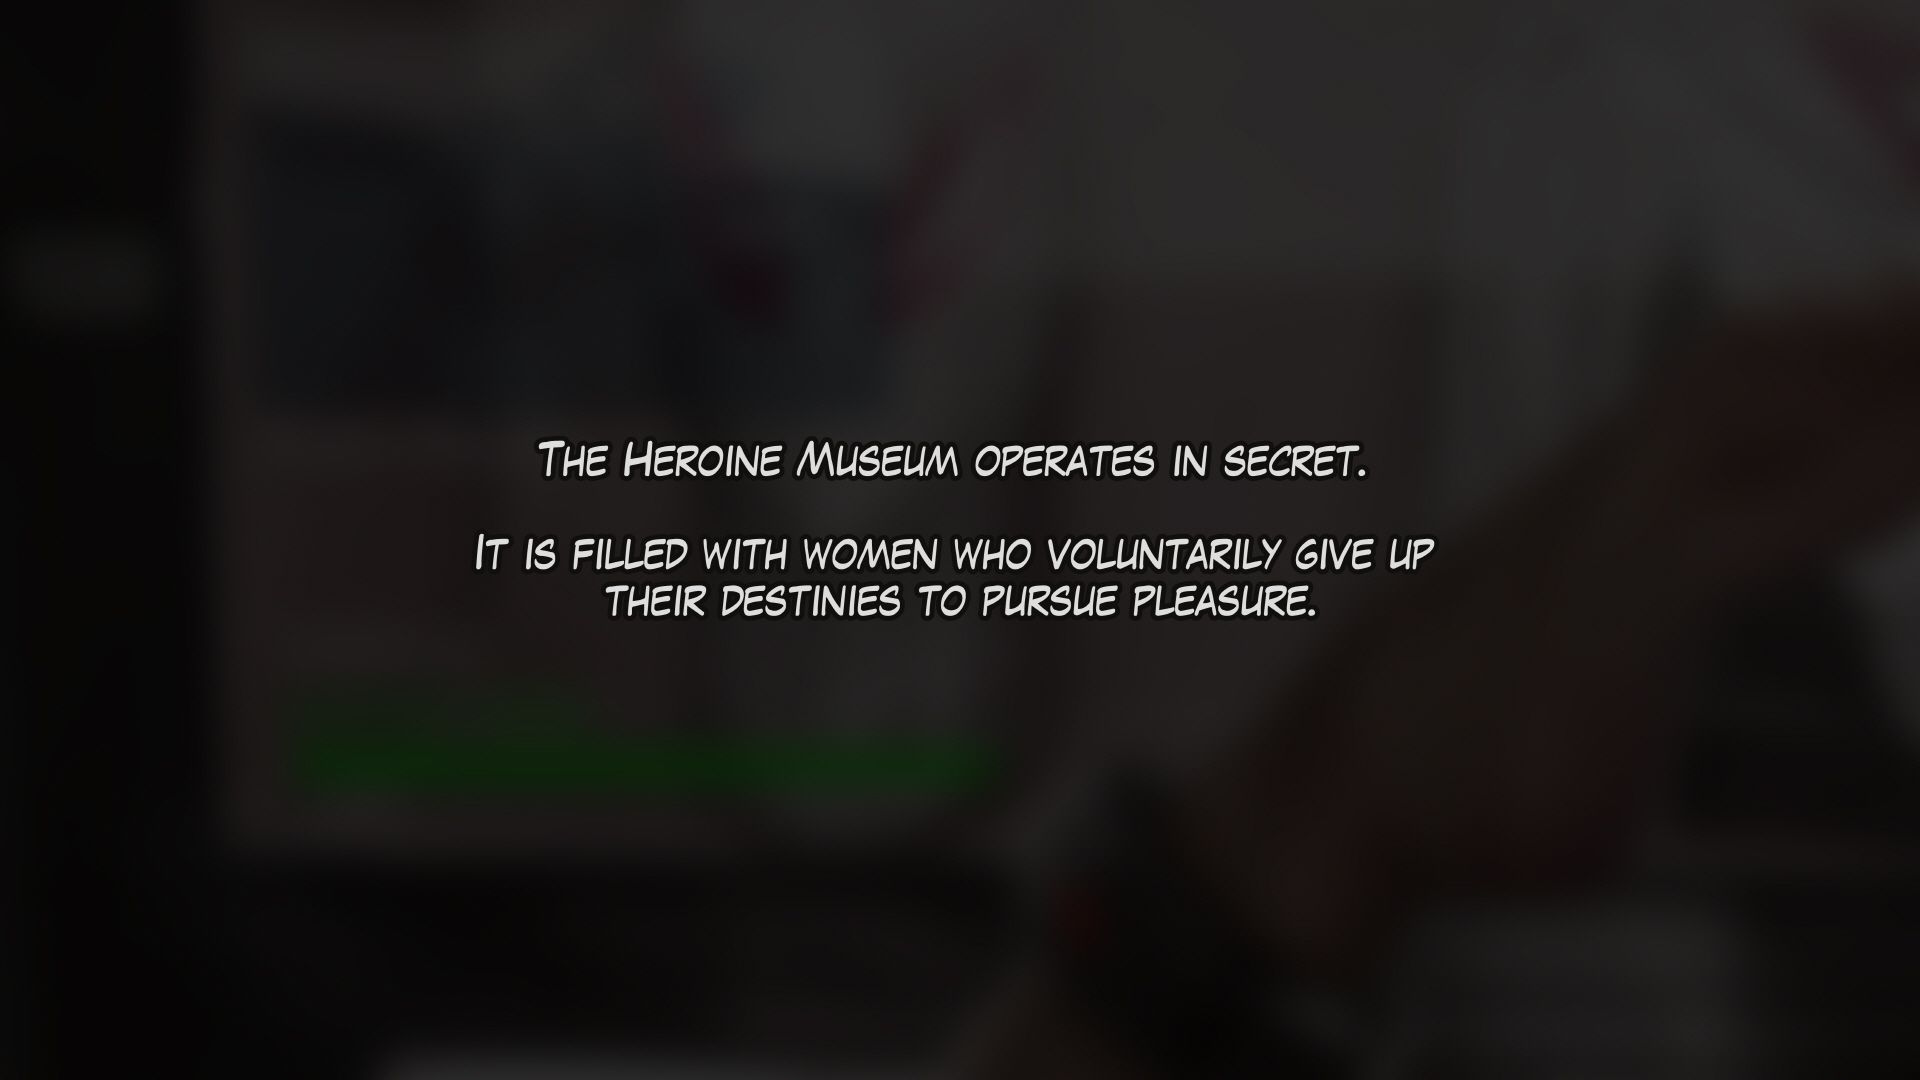 The Heroine Museum operates in secret.
It is filled with women who voluntarily give up
their destinies to pursue pleasure.